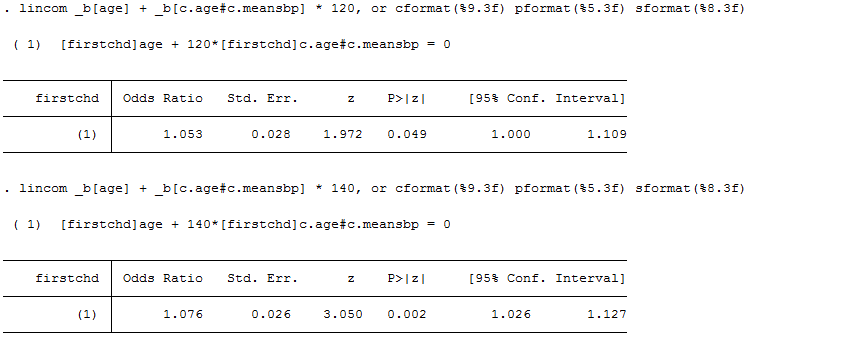 . lincom _b[age] + _b[c.age#c.meansbp] * 120, or cformat(%9.3f) pformat(%5.3f) sformat(%8.3f)
( 1) [firstchd]age + 120*[firstchd]c.age#c.meansbp = 0
firstchd | Odds Ratio Std. Err. z P>|z| [95% Conf. Interval]
(1) | 1.053 0.028 1.972 0.049 1.000 1.109
. lincom _b[age] + _b[c.age#c.meansbp] * 140, or cformat(%9.3f) pformat(%5.3f) sformat(%8.3f)
( 1) [firstchd]age + 140*[firstchd]c.age#c.meansbp = 0
firstchd | Odds Ratio Std. Err. z P>|z| [95% Conf. Interval]
(1) | 1.076 0.026 3.050 0.002 1.026 1.127